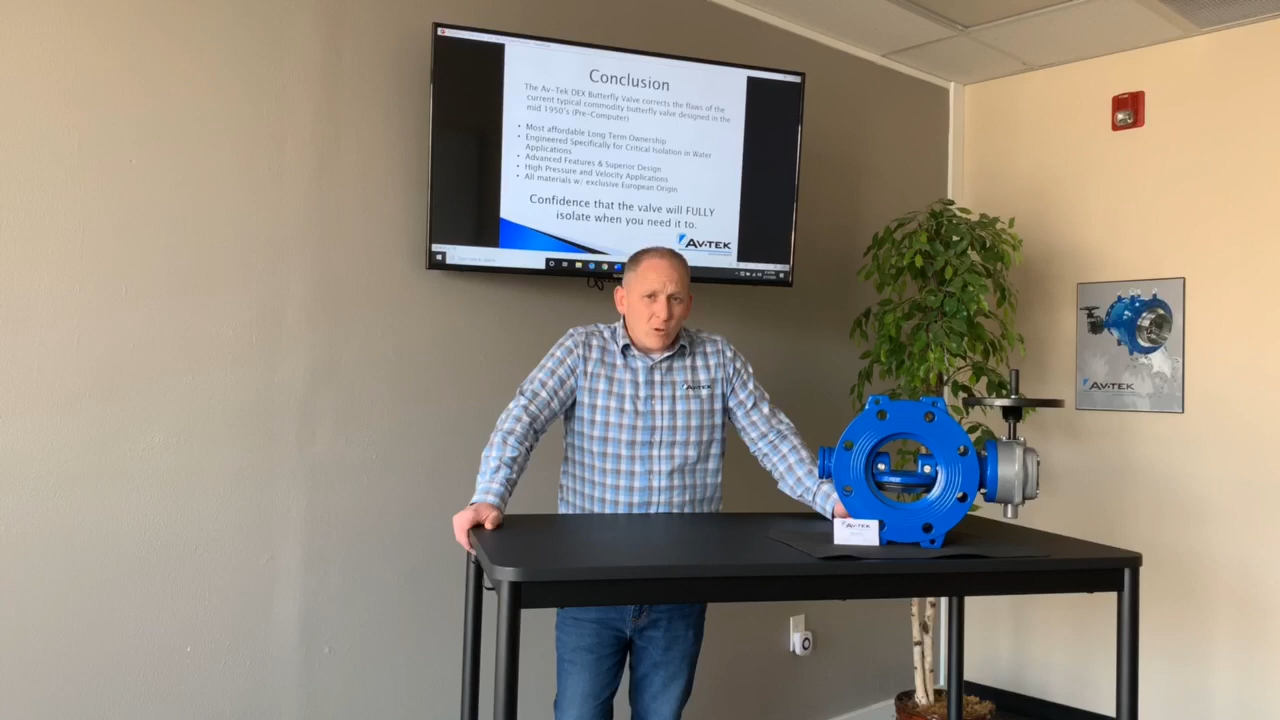 Conclusion
The Av-Tek DEX Butterfly Valve corrects the flaws of the
current typical commodity butterfly valve designed in the
mid 1950's (Pre-Computer)
• Most affordable Long Term Ownership
• Engineered Specifically for Critical Isolation in Water
Applications
• Advanced Features & Superior Design
• High Pressure and Velocity Applications
• All materials w/ exclusive European Origin
Confidence that the valve will FULLY
isolate when you need it to.
AV-TEK
AV-TEK
AV-TEK
AV-TEK